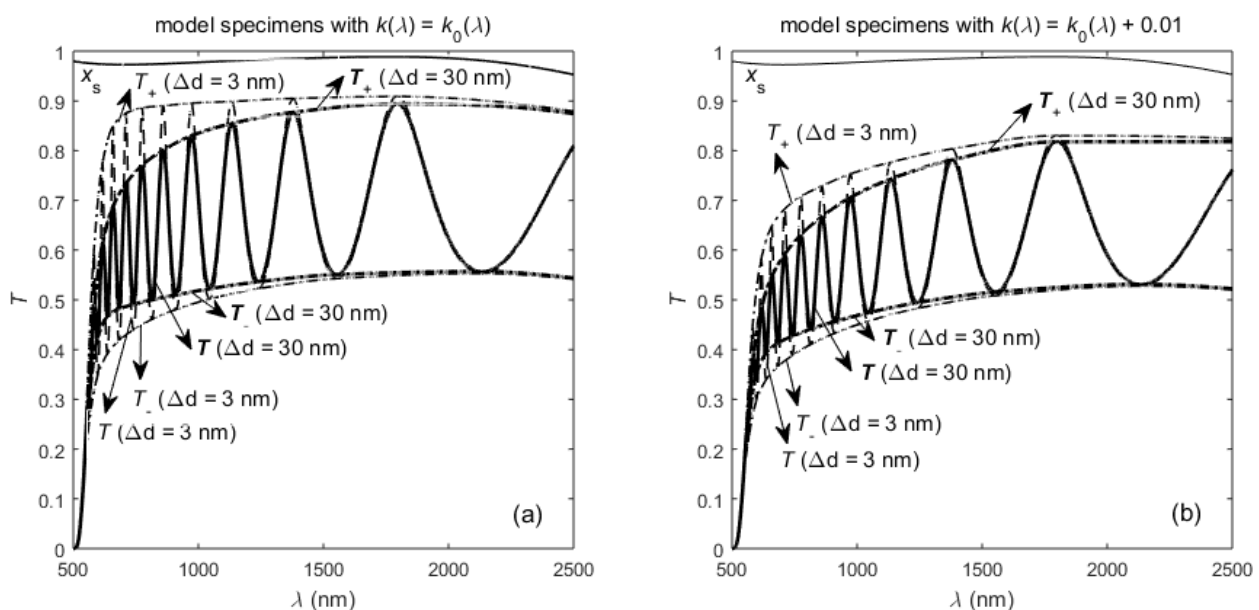 model specimens with k(λ) = k₀(λ)
1
0.9
0.8
0.7
0.6
0.5
0.4
0.3
0.2
0.1
0
T
xₛ
T₊ (Δd = 3 nm)
T₊ (Δd = 30 nm)
T₋ (Δd = 30 nm)
T (Δd = 30 nm)
T₋ (Δd = 3 nm)
T (Δd = 3 nm)
(a)
500 1000 1500 2000 2500
λ (nm)
model specimens with k(λ) = k₀(λ) + 0.01
1
0.9
0.8
0.7
0.6
0.5
0.4
0.3
0.2
0.1
0
T
xₛ
T₊ (Δd = 30 nm)
T₊ (Δd = 3 nm)
T₋ (Δd = 30 nm)
T (Δd = 30 nm)
T₋ (Δd = 3 nm)
T (Δd = 3 nm)
(b)
500 1000 1500 2000 2500
λ (nm)